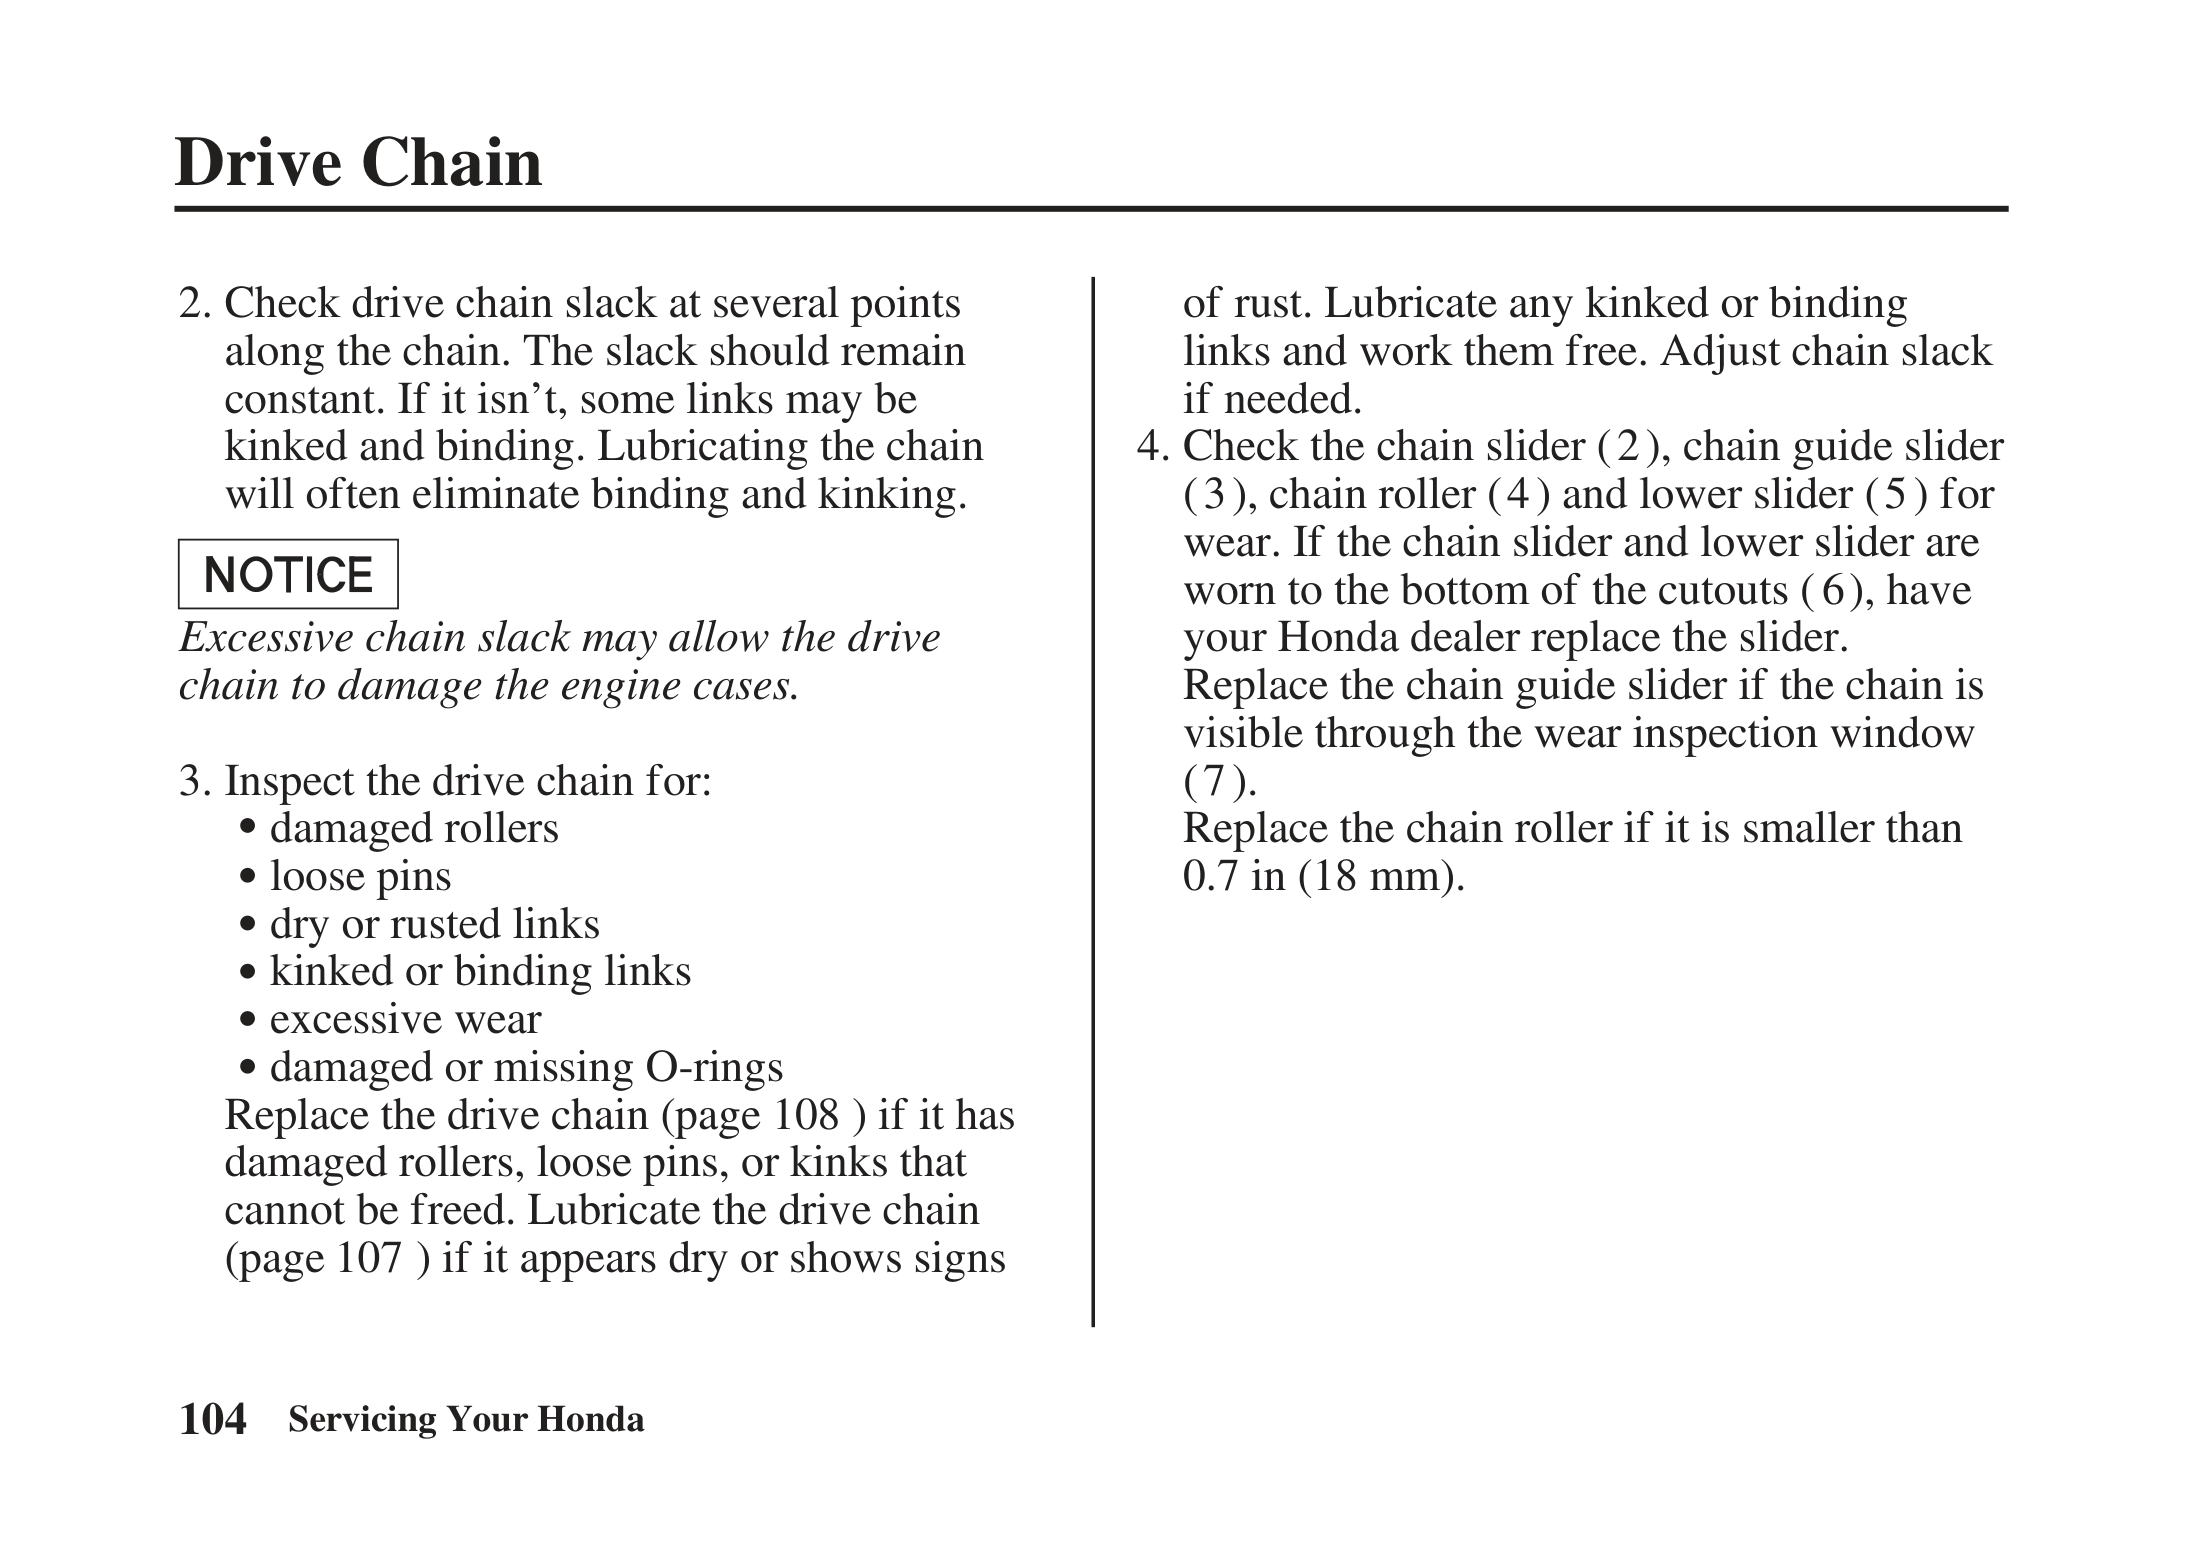 Drive Chain
2. Check drive chain slack at several points
along the chain. The slack should remain
constant. If it isn’t, some links may be
kinked and binding. Lubricating the chain
will often eliminate binding and kinking.
NOTICE
Excessive chain slack may allow the drive
chain to damage the engine cases.
3. Inspect the drive chain for:
• damaged rollers
• loose pins
• dry or rusted links
• kinked or binding links
• excessive wear
• damaged or missing O-rings
Replace the drive chain (page 108 ) if it has
damaged rollers, loose pins, or kinks that
cannot be freed. Lubricate the drive chain
(page 107 ) if it appears dry or shows signs
of rust. Lubricate any kinked or binding
links and work them free. Adjust chain slack
if needed.
4. Check the chain slider ( 2 ), chain guide slider
( 3 ), chain roller ( 4 ) and lower slider ( 5 ) for
wear. If the chain slider and lower slider are
worn to the bottom of the cutouts ( 6 ), have
your Honda dealer replace the slider.
Replace the chain guide slider if the chain is
visible through the wear inspection window
( 7 ).
Replace the chain roller if it is smaller than
0.7 in (18 mm).
104 Servicing Your Honda